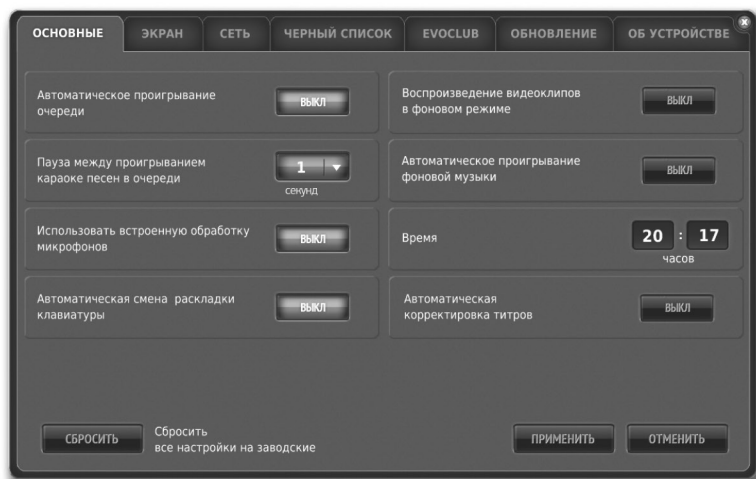 ОСНОВНЫЕ
ЭКРАН
СЕТЬ
ЧЕРНЫЙ СПИСОК
EVOCLUB
ОБНОВЛЕНИЕ
ОБ УСТРОЙСТВЕ
Автоматическое проигрывание
очереди
ВЫКЛ
Воспроизведение видеоклипов
в фоновом режиме
ВЫКЛ
Пауза между проигрыванием
караоке песен в очереди
1
секунд
Автоматическое проигрывание
фоновой музыки
ВЫКЛ
Использовать встроенную обработку
микрофонов
ВЫКЛ
Время
20 : 17
часов
Автоматическая смена раскладки
клавиатуры
ВЫКЛ
Автоматическая
корректировка титров
ВЫКЛ
СБРОСИТЬ
Сбросить
все настройки на заводские
ПРИМЕНИТЬ
ОТМЕНИТЬ